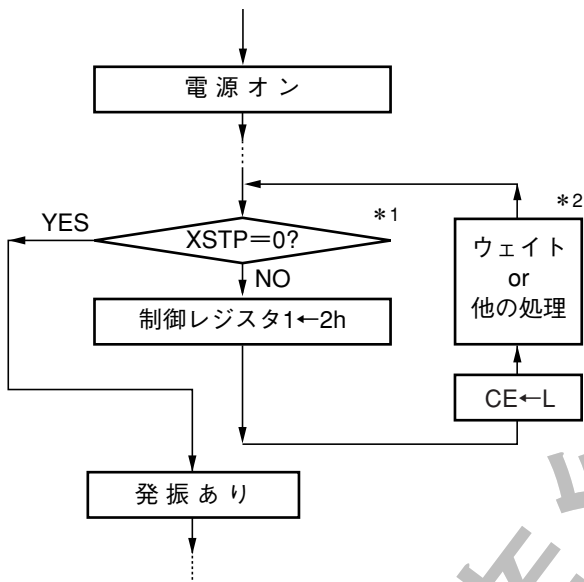 電源オン
*1
*2
YES
XSTP=0?
NO
ウェイト
or
他の処理
制御レジスタ1←2h
CE←L
発振あり